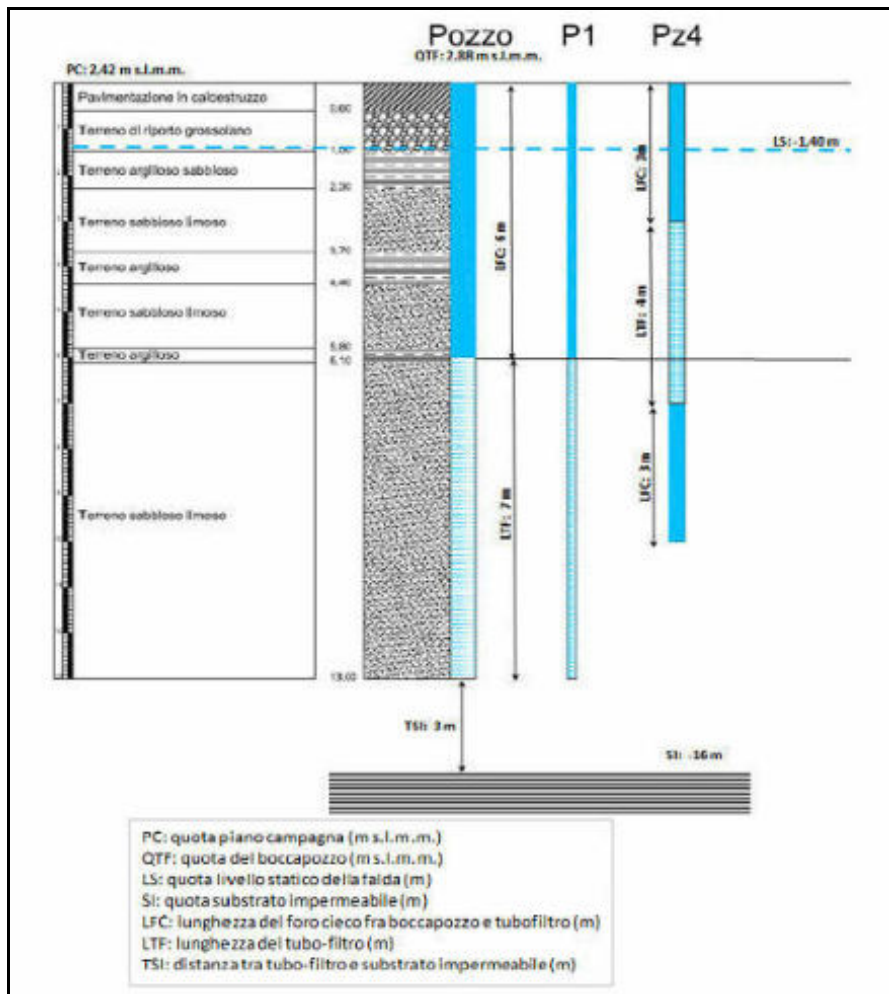 Pozzo
P1
Pz4
QTF: 2.88 m s.l.m.m.
PC: 2.42 m s.l.m.m.
Pavimentazione in calcestruzzo
0,60
Terreno di riporto grossolano
LS: -1.40 m
Terreno argilloso sabbioso
2,30
Terreno sabbioso limoso
3,70
Terreno argilloso
4,40
Terreno sabbioso limoso
5,80
Terreno argilloso
6,10
Terreno sabbioso limoso
13,00
LFC: 6 m
LTF: 7 m
LFC: 3m
LTF: 4 m
LFC: 3 m
TSI: 3 m
SI: -16 m
PC: quota piano campagna (m s.l.m.m.)
QTF: quota del boccapozzo (m s.l.m.m.)
LS: quota livello statico della falda (m)
SI: quota substrato impermeabile (m)
LFC: lunghezza del foro cieco fra boccapozzo e tubofiltro (m)
LTF: lunghezza del tubo-filtro (m)
TSI: distanza tra tubo-filtro e substrato impermeabile (m)